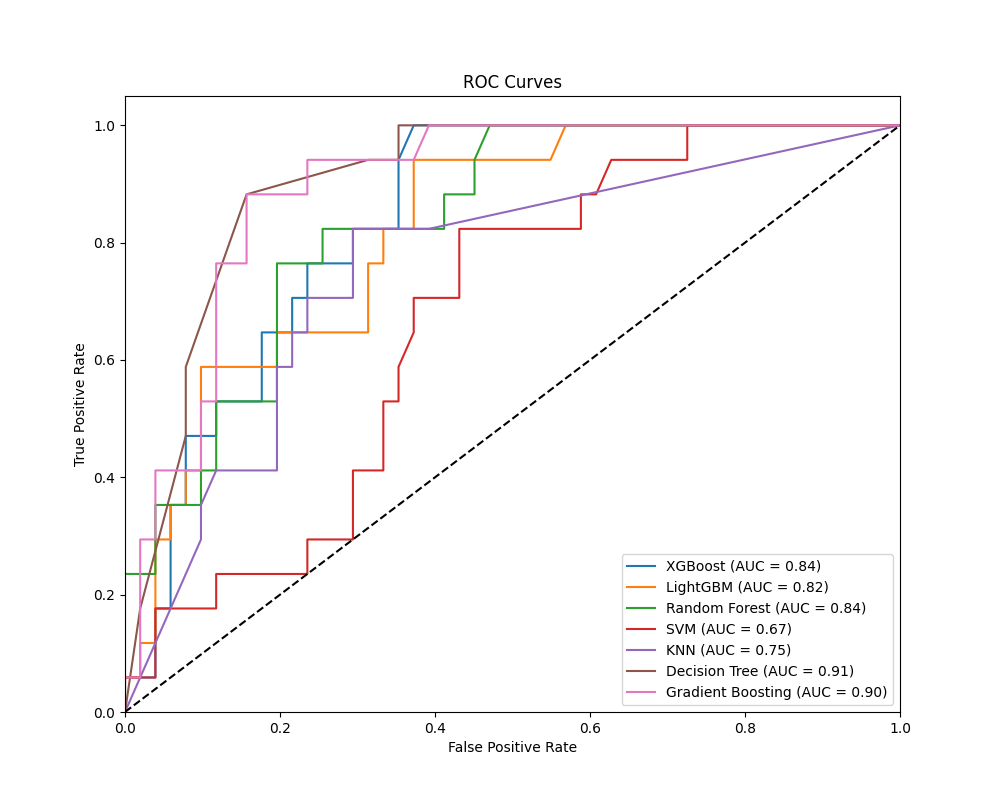 ROC Curves
True Positive Rate
1.0
0.8
0.6
0.4
0.2
0.0
0.0 0.2 0.4 0.6 0.8 1.0
False Positive Rate
XGBoost (AUC = 0.84)
LightGBM (AUC = 0.82)
Random Forest (AUC = 0.84)
SVM (AUC = 0.67)
KNN (AUC = 0.75)
Decision Tree (AUC = 0.91)
Gradient Boosting (AUC = 0.90)